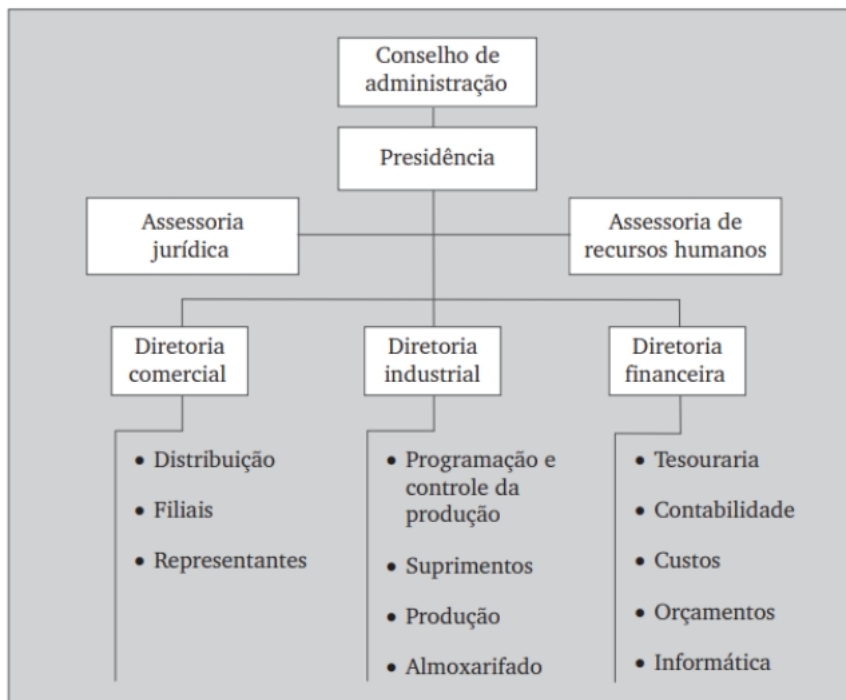 Conselho de
administração
Presidência
Assessoria
jurídica
Assessoria de
recursos humanos
Diretoria
comercial
Diretoria
industrial
Diretoria
financeira
• Distribuição
• Filiais
• Representantes
• Programação e
controle da
produção
• Suprimentos
• Produção
• Almoxarifado
• Tesouraria
• Contabilidade
• Custos
• Orçamentos
• Informática